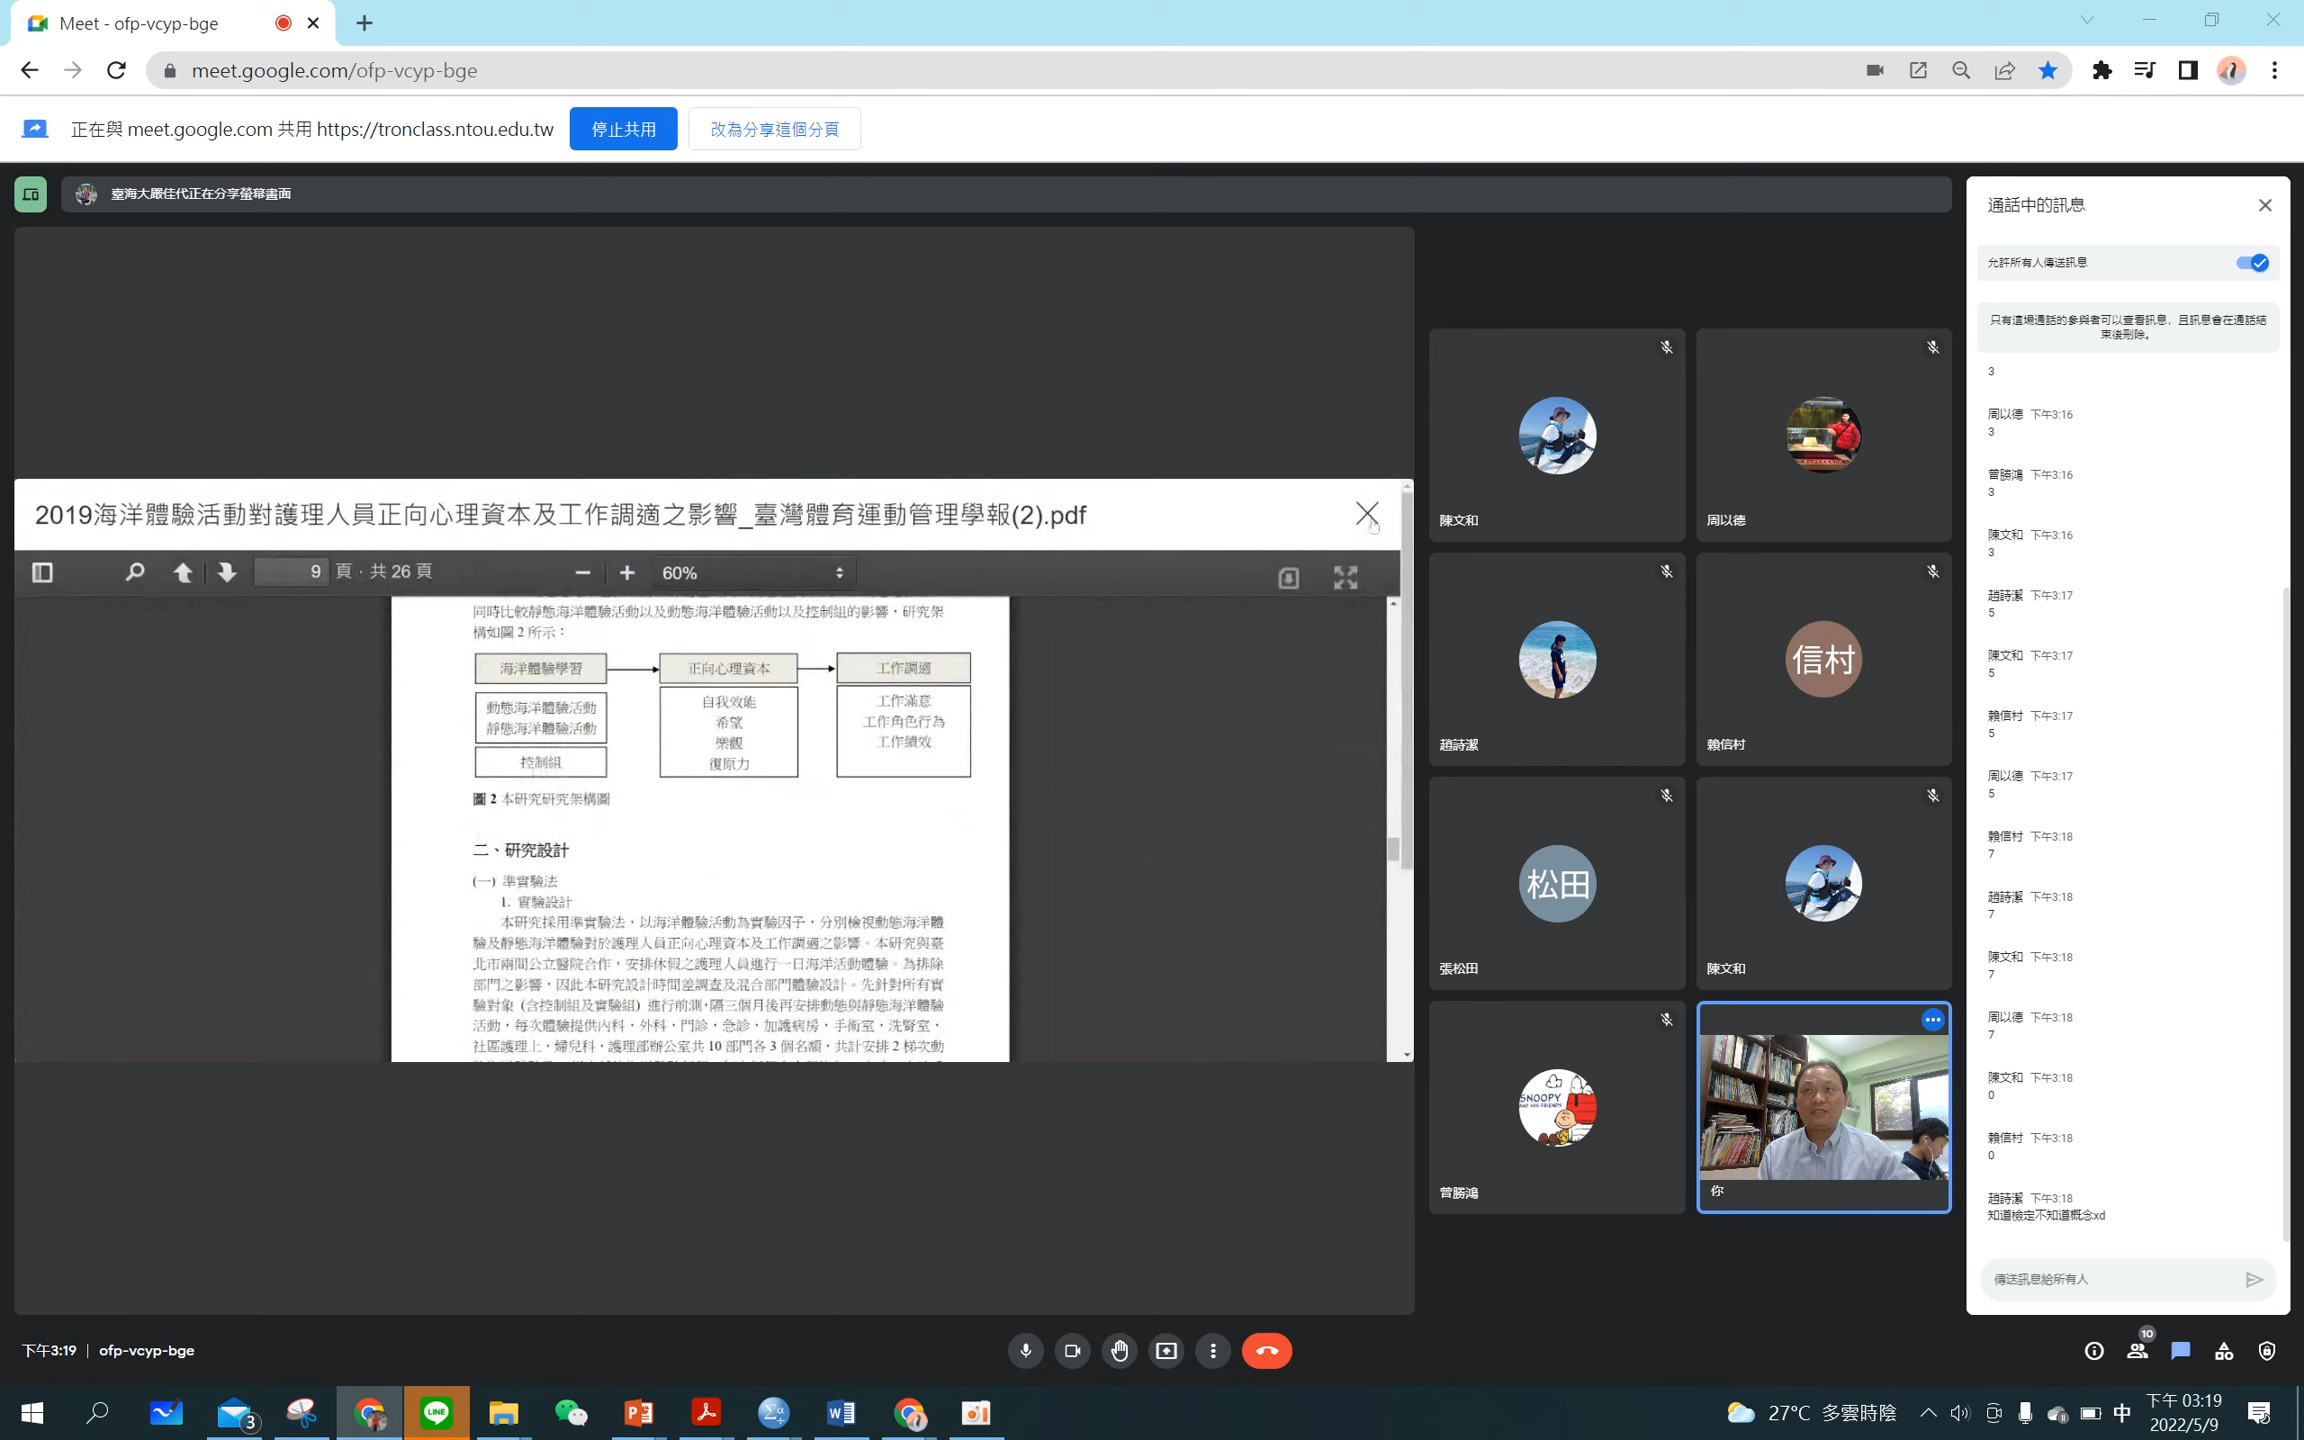 Meet - ofp-vcyp-bge
meet.google.com/ofp-vcyp-bge
正在與 meet.google.com 共用 https://tronclass.ntou.edu.tw
停止共用
改為分享這個分頁
臺海大嚴佳代正在分享螢幕畫面
2019海洋體驗活動對護理人員正向心理資本及工作調適之影響_臺灣體育運動管理學報(2).pdf
9 頁，共 26 頁
60%
同時比較靜態海洋體驗活動以及動態海洋體驗活動以及控制組的影響，研究架
構如圖 2 所示：
海洋體驗學習
正向心理資本
工作調適
動態海洋體驗活動
靜態海洋體驗活動
控制組
自我效能
希望
樂觀
復原力
工作滿意
工作角色行為
工作績效
圖 2 本研究研究架構圖
二、研究設計
(一) 準實驗法
1. 實驗設計
本研究採用準實驗法，以海洋體驗活動為實驗因子，分別檢視動態海洋體
驗及靜態海洋體驗對於護理人員正向心理資本及工作調適之影響。本研究與臺
北市兩間公立醫院合作，安排休假之護理人員進行一日海洋活動體驗。為排除
部門之影響，因此本研究設計時間差調查及混合部門體驗設計。先針對所有實
驗對象 (含控制組及實驗組) 進行前測，隔三個月後再安排動態與靜態海洋體驗
活動，每次體驗提供內科，外科，門診，急診，加護病房，手術室，洗腎室，
社區護理上，婦兒科，護理部辦公室共 10 部門各 3 個名額，共計安排 2 梯次動
陳文和
周以德
趙詩潔
信村
賴信村
松田
張松田
陳文和
SNOOPY
曾勝鴻
你
通話中的訊息
允許所有人傳送訊息
只有這場通話的參與者可以查看訊息，且訊息會在通話結
束後刪除。
3
周以德 下午3:16
3
曾勝鴻 下午3:16
3
陳文和 下午3:16
3
趙詩潔 下午3:17
5
陳文和 下午3:17
5
賴信村 下午3:17
5
周以德 下午3:17
5
賴信村 下午3:18
7
趙詩潔 下午3:18
7
陳文和 下午3:18
7
周以德 下午3:18
7
陳文和 下午3:18
0
賴信村 下午3:18
0
趙詩潔 下午3:18
知道檢定不知道概念xd
傳送訊息給所有人
下午3:19 | ofp-vcyp-bge
10
3
LINE
27°C 多雲時陰
中
下午 03:19
2022/5/9